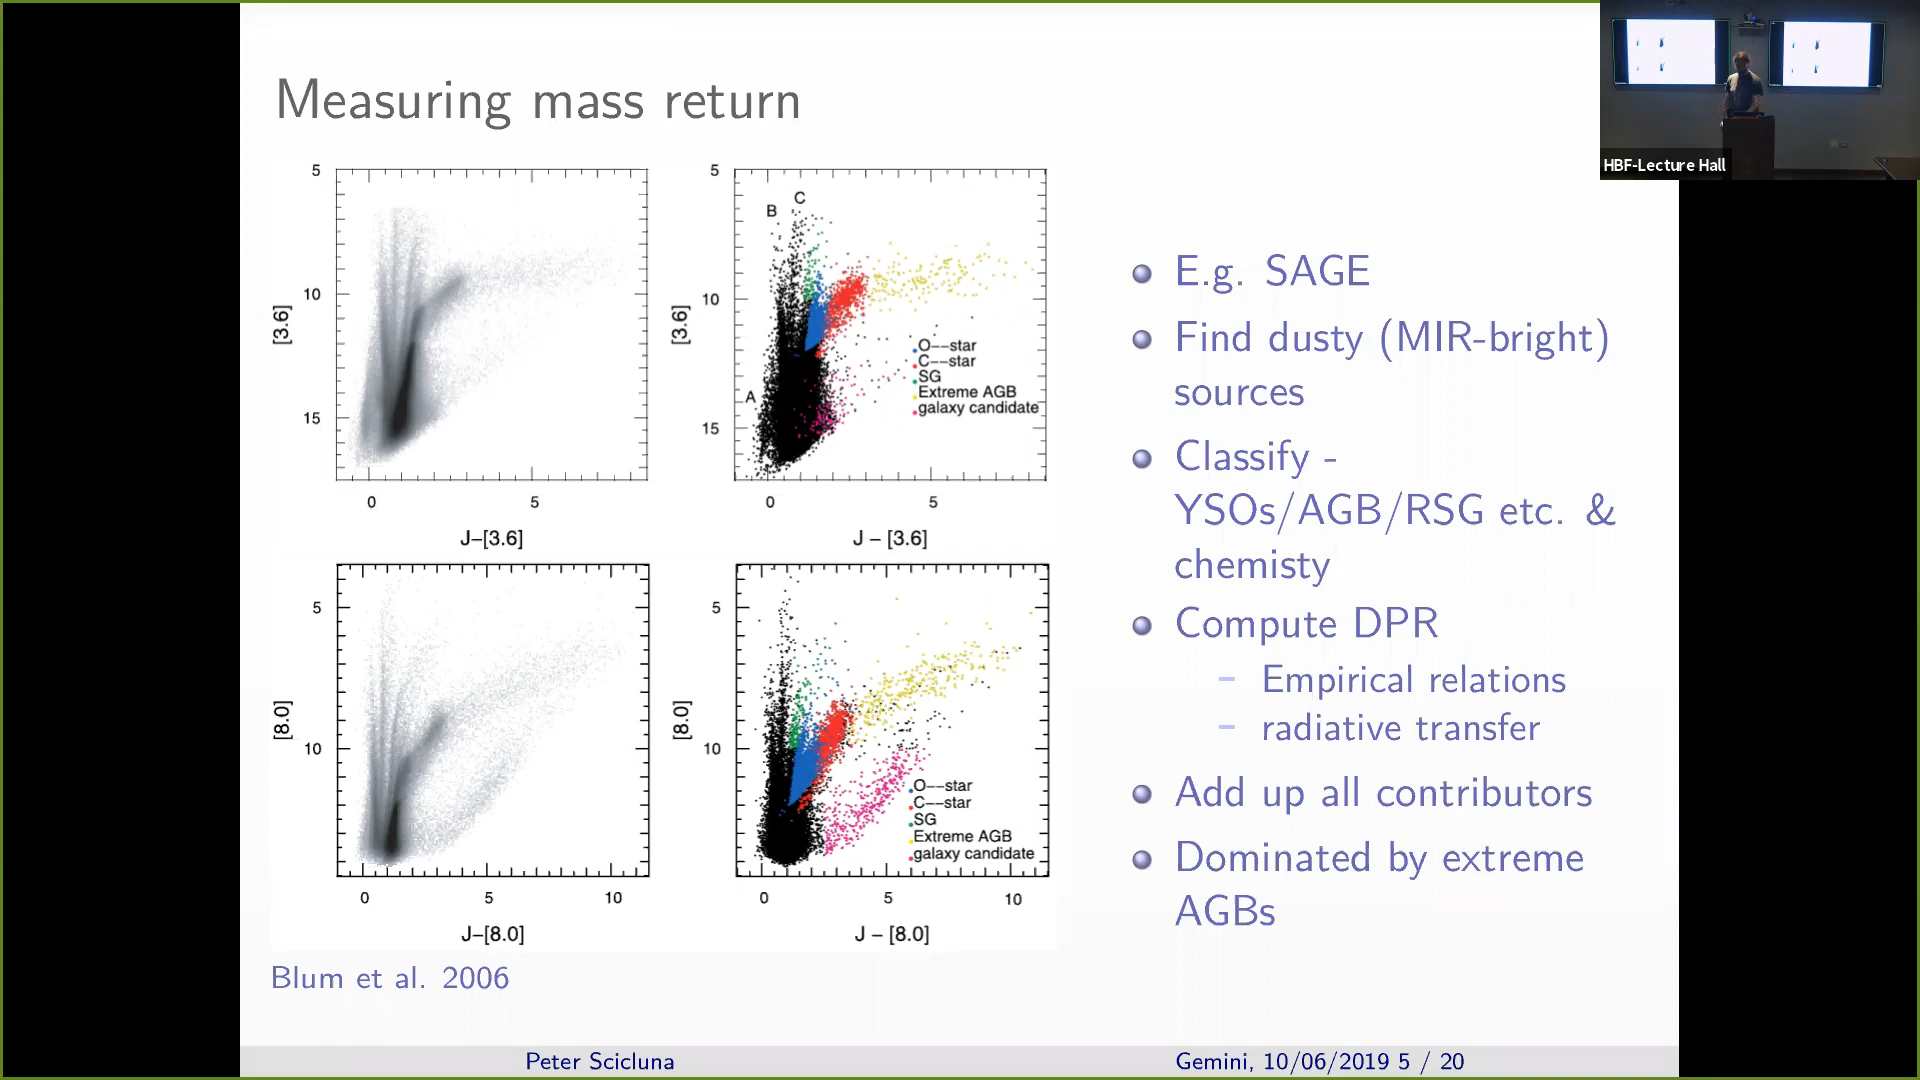 HBF-Lecture Hall
Measuring mass return
5
10
15
[3.6]
0
5
J–[3.6]
5
10
15
[3.6]
B
C
A
O--star
C--star
SG
Extreme AGB
galaxy candidate
0
5
J – [3.6]
5
10
[8.0]
0
5
10
J–[8.0]
5
10
[8.0]
O--star
C--star
SG
Extreme AGB
galaxy candidate
0
5
10
J – [8.0]
Blum et al. 2006
E.g. SAGE
Find dusty (MIR-bright)
sources
Classify -
YSOs/AGB/RSG etc. &
chemisty
Compute DPR
– Empirical relations
– radiative transfer
Add up all contributors
Dominated by extreme
AGBs
Peter Scicluna
Gemini, 10/06/2019 5 / 20